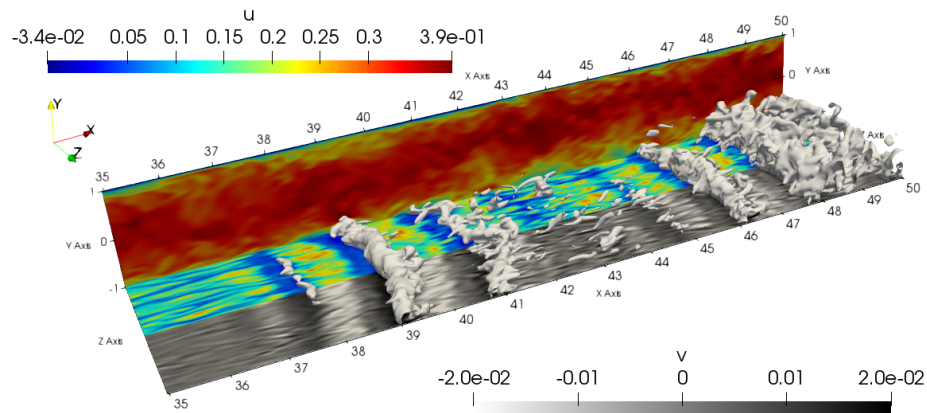 u
-3.4e-02 0.05 0.1 0.15 0.2 0.25 0.3 3.9e-01
35 36 37 38 39 40 41 42 43 44 45 46 47 48 49 50
X Axis
1
Y Axis
0
Y
X
Z
1
Y Axis
0
-1
Z Axis
Z Axis
35 36 37 38 39 40 41 42 43 44 45 46 47 48 49 50
X Axis
v
-2.0e-02 -0.01 0 0.01 2.0e-02